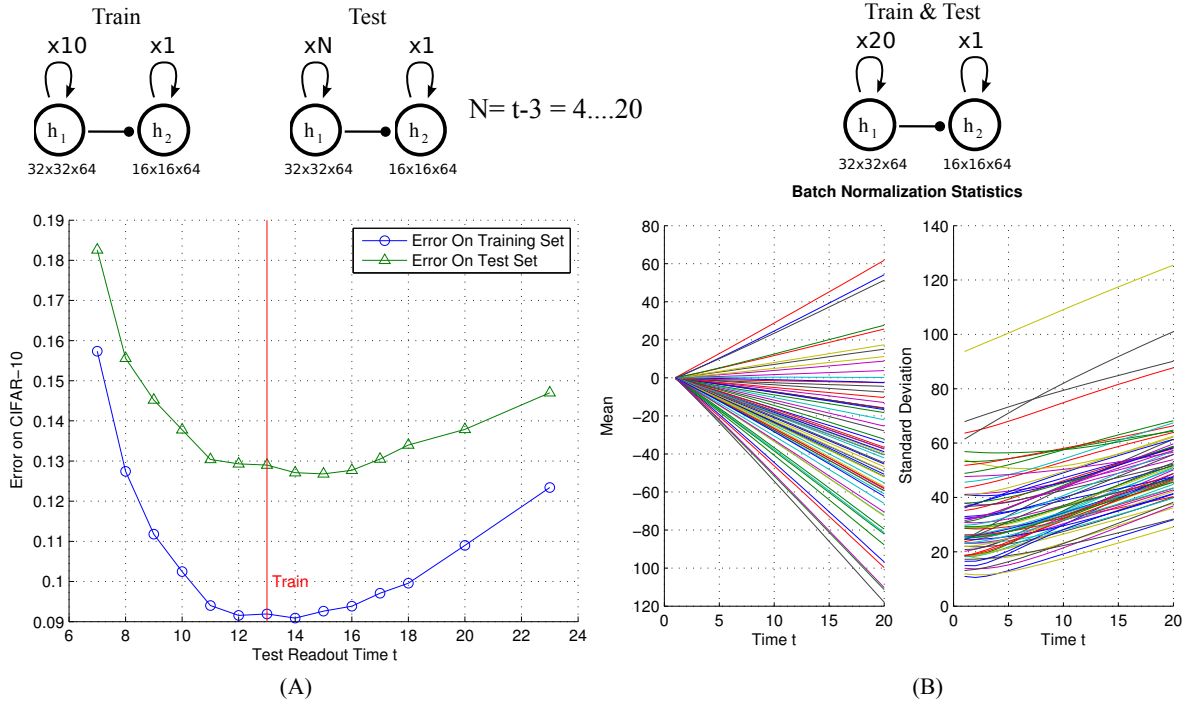 Train
Test
x10
x1
xN
x1
h1
h2
h1
h2
32x32x64
16x16x64
32x32x64
16x16x64
N= t-3 = 4....20
Train & Test
x20
x1
h1
h2
32x32x64
16x16x64
0.19
0.18
0.17
0.16
0.15
0.14
0.13
0.12
0.11
0.1
0.09
Error on CIFAR–10
Error On Training Set
Error On Test Set
Train
6
8
10
12
14
16
18
20
22
24
Test Readout Time t
(A)
Batch Normalization Statistics
80
60
40
20
0
−20
−40
−60
−80
100
120
Mean
0
5
10
15
20
Time t
140
120
100
80
60
40
20
0
Standard Deviation
0
5
10
15
20
Time t
(B)